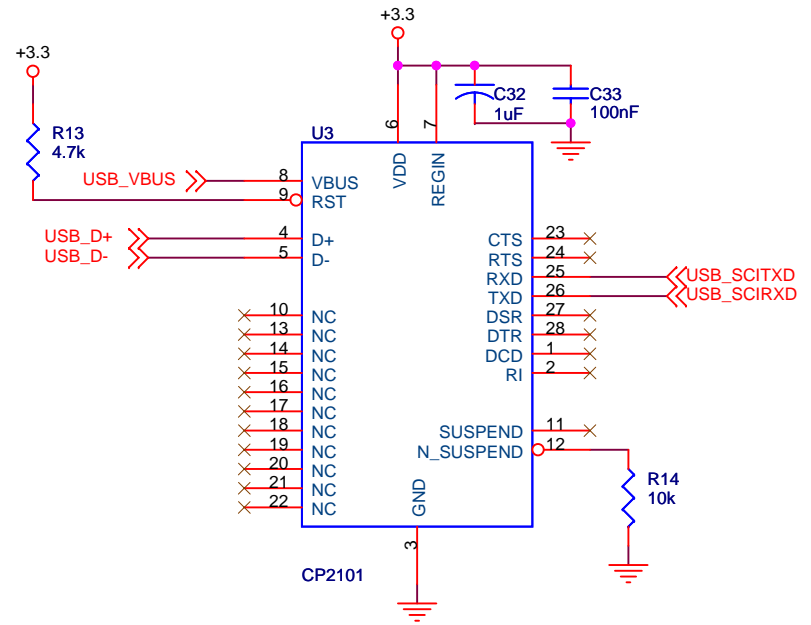 +3.3
+3.3
R13
4.7k
C32
1uF
C33
100nF
U3
6
7
VDD
REGIN
USB_VBUS
8
VBUS
9
RST
USB_D+
4
D+
USB_D-
5
D-
CTS
23
RTS
24
RXD
25
USB_SCITXD
TXD
26
USB_SCIRXD
10
NC
DSR
27
13
NC
DTR
28
14
NC
DCD
1
15
NC
RI
2
16
NC
17
NC
18
NC
SUSPEND
11
19
NC
N_SUSPEND
12
20
NC
21
NC
22
NC
GND
3
R14
10k
CP2101